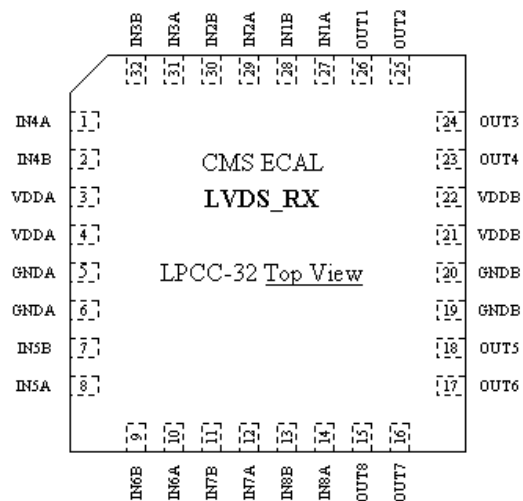 IN3B IN3A IN2B IN2A IN1B IN1A OUT1 OUT2
32 31 30 29 28 27 26 25
IN4A 1 24 OUT3
IN4B 2 CMS ECAL 23 OUT4
VDDA 3 LVDS_RX 22 VDDB
VDDA 4 21 VDDB
GNDA 5 LPCC-32 Top View 20 GNDB
GNDA 6 19 GNDB
IN5B 7 18 OUT5
IN5A 8 17 OUT6
9 10 11 12 13 14 15 16
IN6B IN6A IN7B IN7A IN8B IN8A OUT8 OUT7